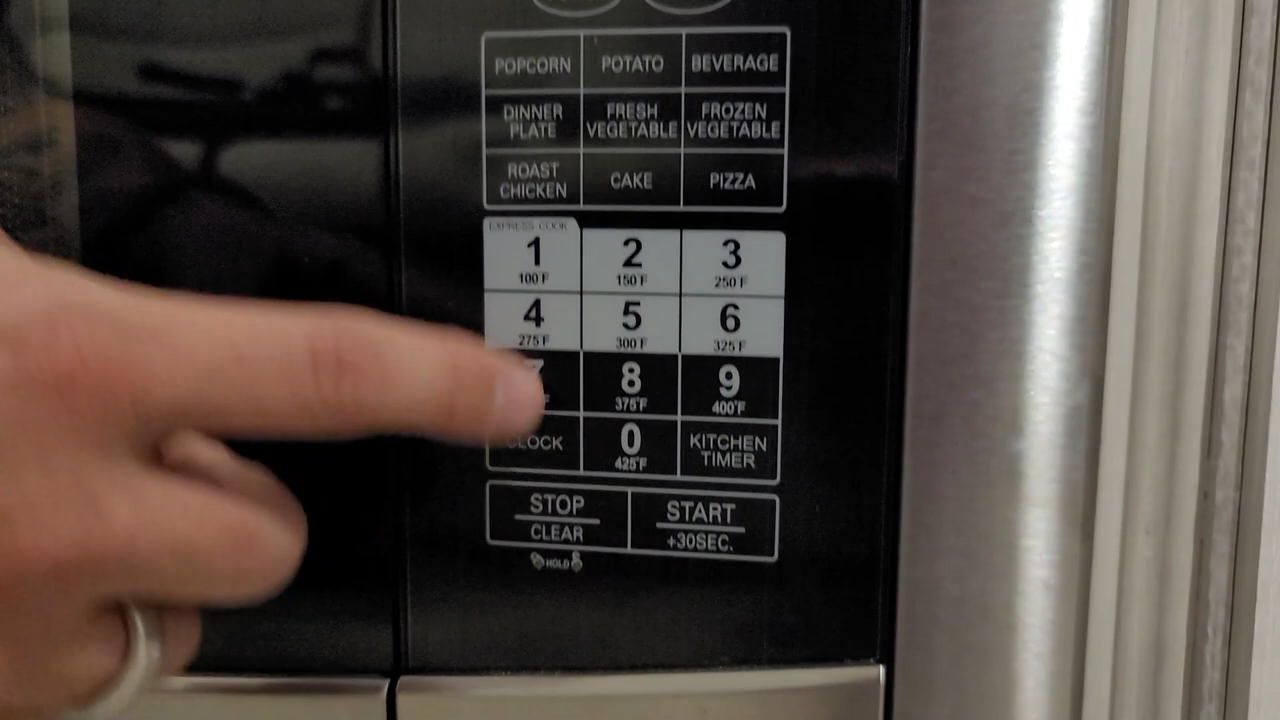 POPCORN POTATO BEVERAGE
DINNER PLATE FRESH VEGETABLE FROZEN VEGETABLE
ROAST CHICKEN CAKE PIZZA
EXPRESS COOK
1 2 3
100°F 150°F 250°F
4 5 6
275°F 300°F 325°F
7 8 9
375°F 400°F
CLOCK 0 KITCHEN TIMER
425°F
STOP START
CLEAR +30SEC.
HOLD